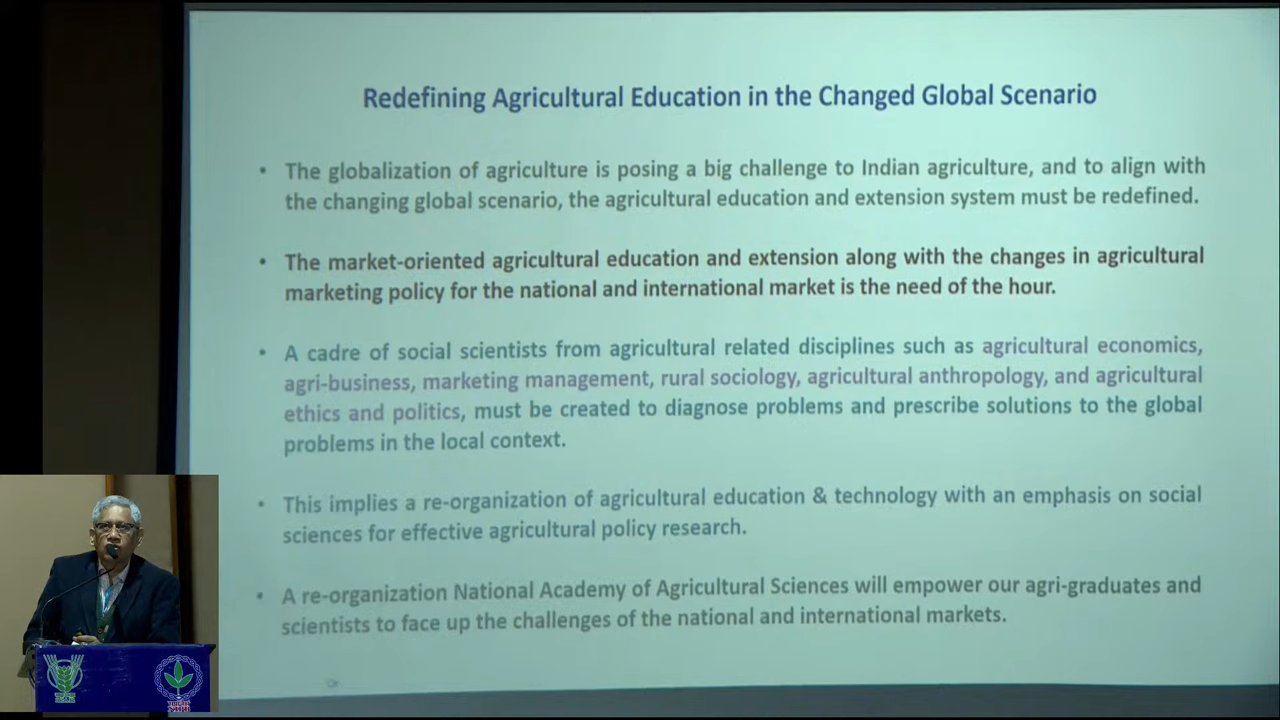 Redefining Agricultural Education in the Changed Global Scenario
• The globalization of agriculture is posing a big challenge to Indian agriculture, and to align with
the changing global scenario, the agricultural education and extension system must be redefined.
• The market-oriented agricultural education and extension along with the changes in agricultural
marketing policy for the national and international market is the need of the hour.
• A cadre of social scientists from agricultural related disciplines such as agricultural economics,
agri-business, marketing management, rural sociology, agricultural anthropology, and agricultural
ethics and politics, must be created to diagnose problems and prescribe solutions to the global
problems in the local context.
• This implies a re-organization of agricultural education & technology with an emphasis on social
sciences for effective agricultural policy research.
• A re-organization National Academy of Agricultural Sciences will empower our agri-graduates and
scientists to face up the challenges of the national and international markets.